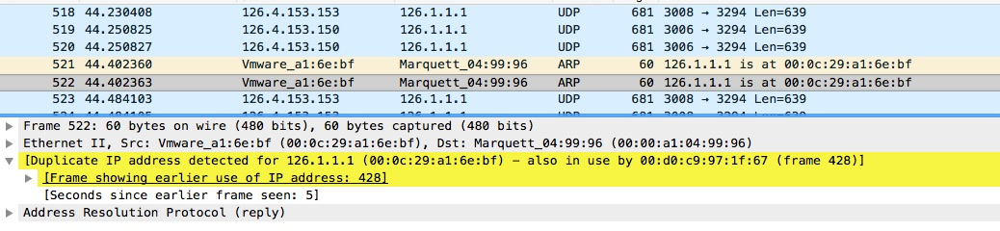 518 44.230408 126.4.153.153 126.1.1.1 UDP 681 3008 → 3294 Len=639
519 44.250825 126.4.153.150 126.1.1.1 UDP 681 3006 → 3294 Len=639
520 44.250827 126.4.153.150 126.1.1.1 UDP 681 3006 → 3294 Len=639
521 44.402360 Vmware_a1:6e:bf Marquett_04:99:96 ARP 60 126.1.1.1 is at 00:0c:29:a1:6e:bf
522 44.402363 Vmware_a1:6e:bf Marquett_04:99:96 ARP 60 126.1.1.1 is at 00:0c:29:a1:6e:bf
523 44.484103 126.4.153.153 126.1.1.1 UDP 681 3008 → 3294 Len=639
Frame 522: 60 bytes on wire (480 bits), 60 bytes captured (480 bits)
Ethernet II, Src: Vmware_a1:6e:bf (00:0c:29:a1:6e:bf), Dst: Marquett_04:99:96 (00:00:a1:04:99:96)
[Duplicate IP address detected for 126.1.1.1 (00:0c:29:a1:6e:bf) – also in use by 00:d0:c9:97:1f:67 (frame 428)]
[Frame showing earlier use of IP address: 428]
[Seconds since earlier frame seen: 5]
Address Resolution Protocol (reply)